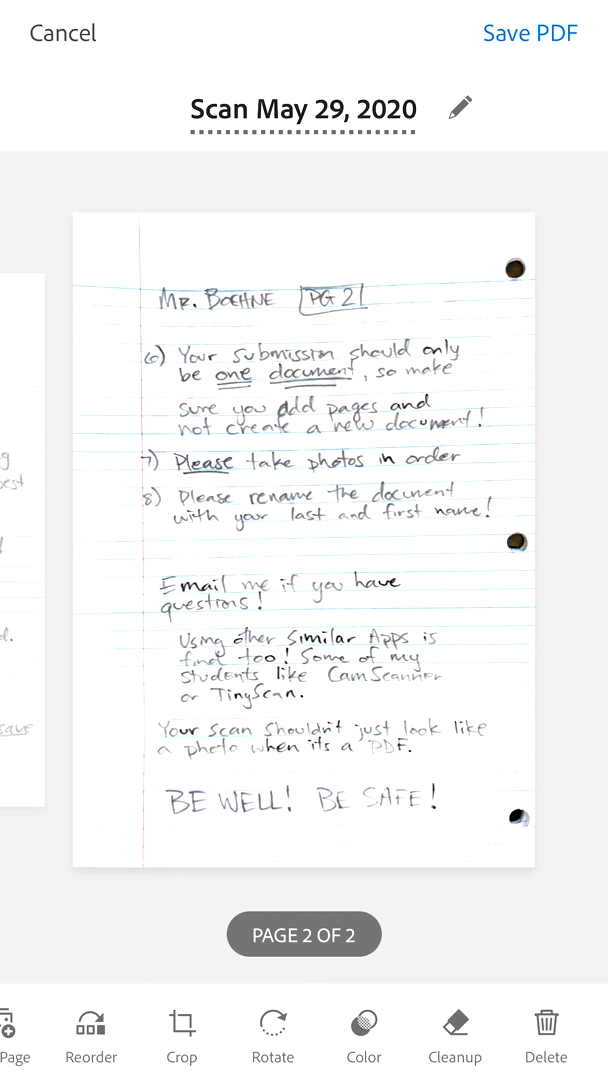 Cancel
Save PDF
Scan May 29, 2020
MR. BOEHNE PG 2
6) Your submission should only
be one document, so make
sure you add pages and
not create a new document!
7) Please take photos in order
8) Please rename the document
with your last and first name!
Email me if you have
questions!
Using other similar Apps is
find too! Some of my
students like CamScanner
or TinyScan.
Your scan shouldn't just look like
a photo when its a PDF.
BE WELL! BE SAFE!
g
est
!
d.
save
PAGE 2 OF 2
Page
Reorder
Crop
Rotate
Color
Cleanup
Delete